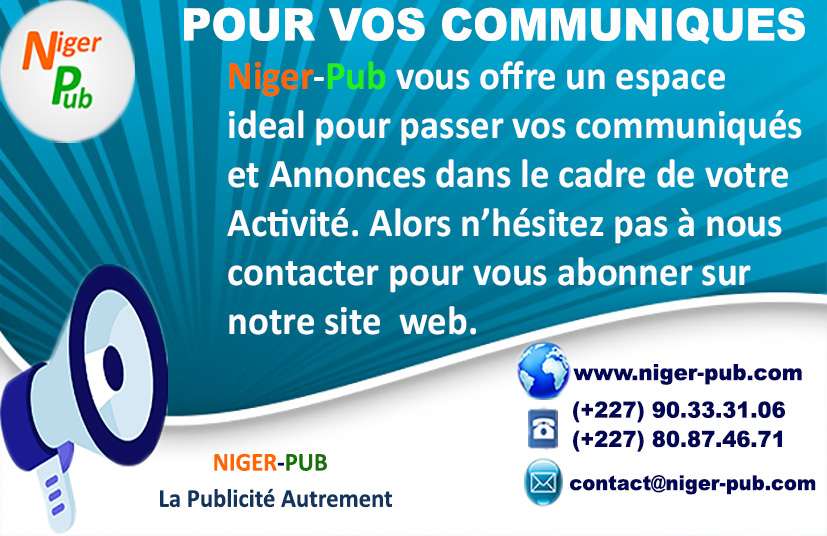 Niger
Pub
POUR VOS COMMUNIQUES
Niger-Pub vous offre un espace
ideal pour passer vos communiqués
et Annonces dans le cadre de votre
Activité. Alors n’hésitez pas à nous
contacter pour vous abonner sur
notre site  web.
www.niger-pub.com
(+227) 90.33.31.06
(+227) 80.87.46.71
contact@niger-pub.com
NIGER-PUB
La Publicité Autrement